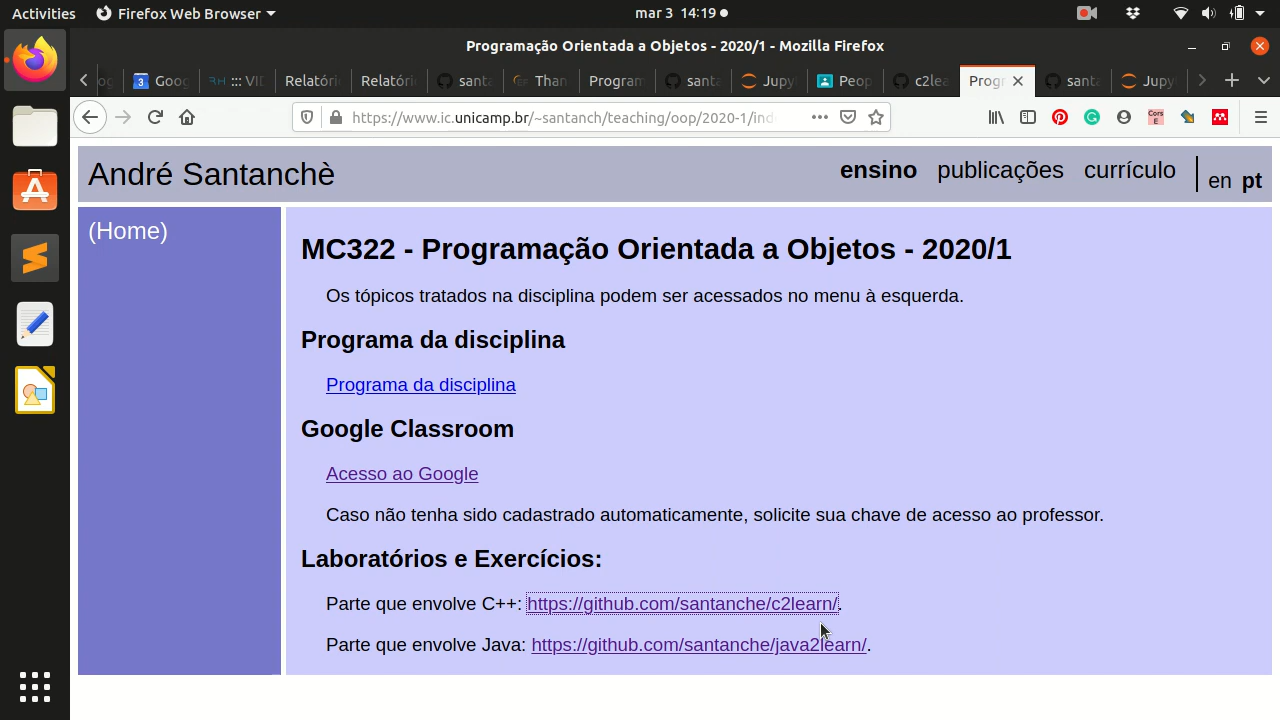 Activities
Firefox Web Browser
mar 3 14:19
Programação Orientada a Objetos - 2020/1 - Mozilla Firefox
og
3
Goog
::: VID
Relatóri
Relatóri
santa
Than
Program
santa
Jupy
Peop
c2lea
Progr
santa
Jupy
https://www.ic.unicamp.br/~santanch/teaching/oop/2020-1/ind
Cors
E
André Santanchè
ensino
publicações
currículo
en
pt
(Home)
MC322 - Programação Orientada a Objetos - 2020/1
Os tópicos tratados na disciplina podem ser acessados no menu à esquerda.
Programa da disciplina
Programa da disciplina
Google Classroom
Acesso ao Google
Caso não tenha sido cadastrado automaticamente, solicite sua chave de acesso ao professor.
Laboratórios e Exercícios:
Parte que envolve C++: https://github.com/santanche/c2learn/.
Parte que envolve Java: https://github.com/santanche/java2learn/.